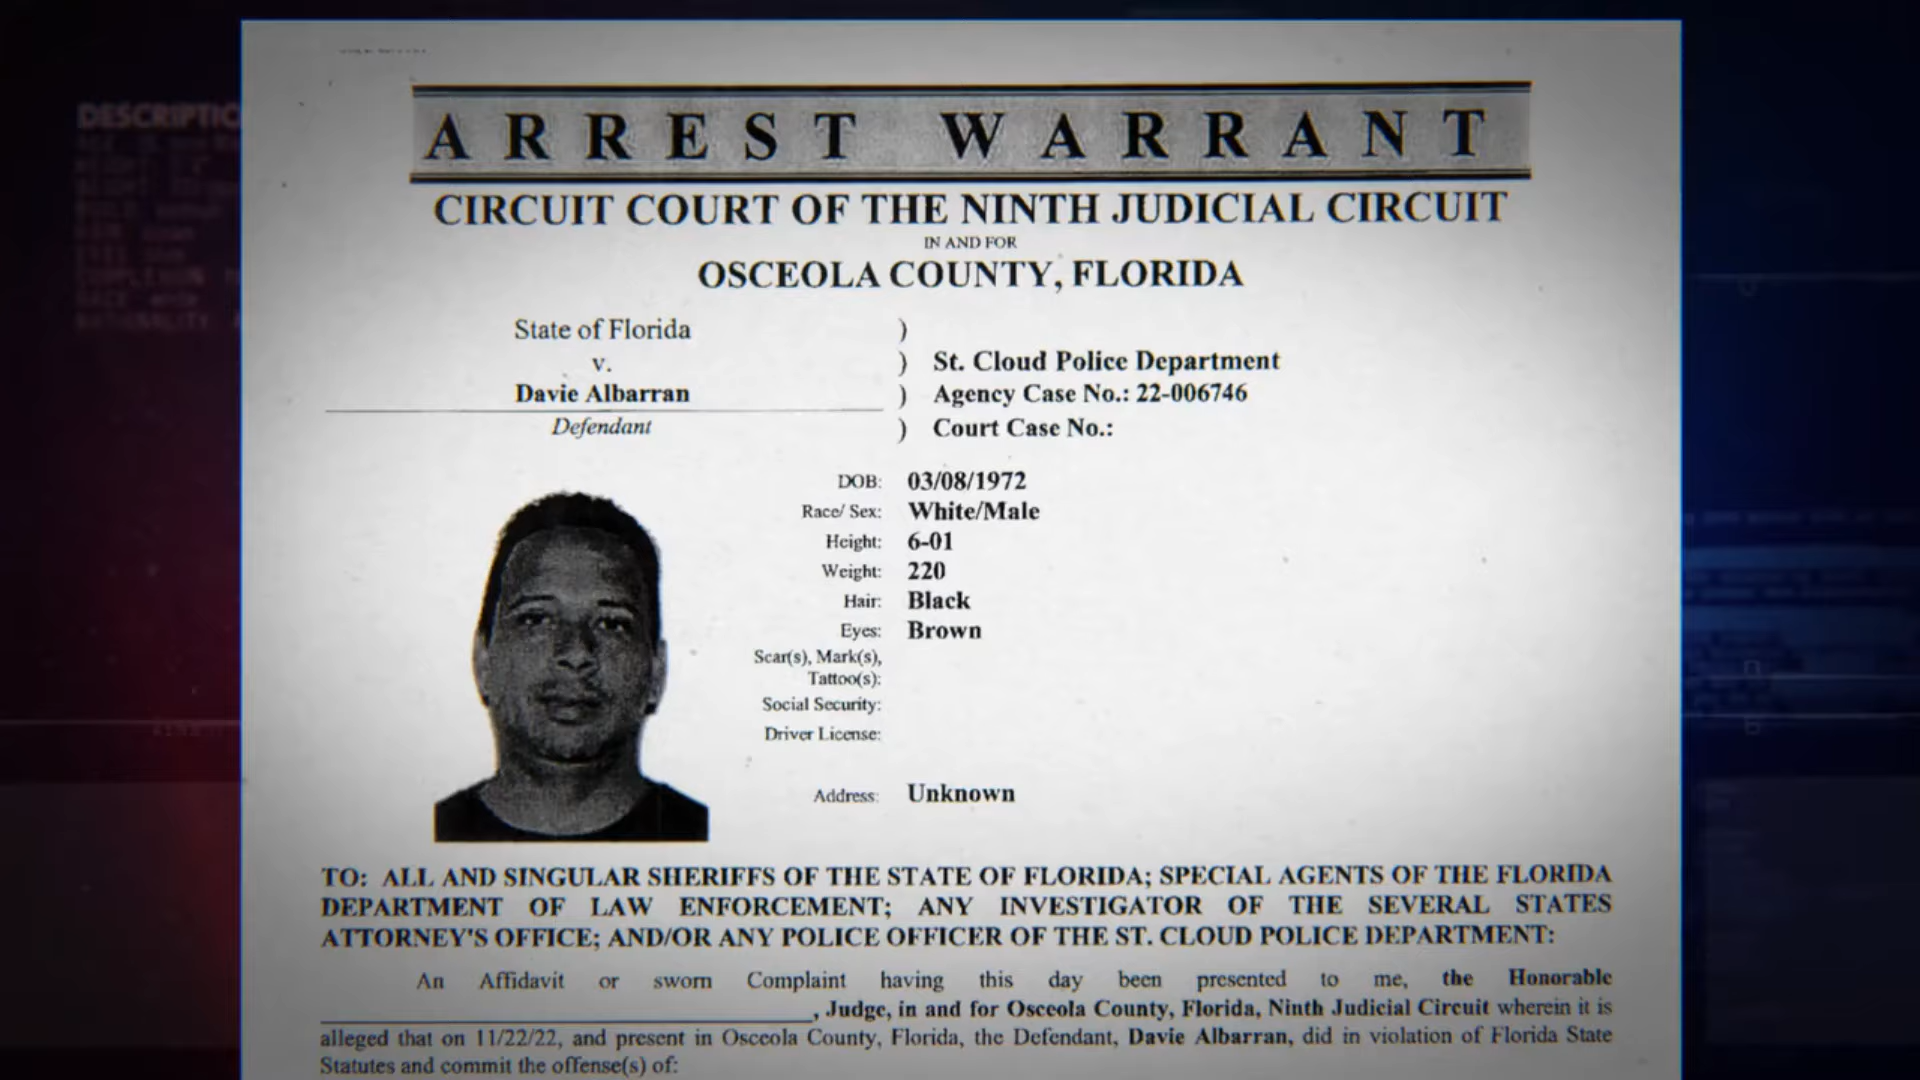 DESCRIPTIO
ARREST WARRANT
CIRCUIT COURT OF THE NINTH JUDICIAL CIRCUIT
IN AND FOR
OSCEOLA COUNTY, FLORIDA
State of Florida )
v. ) St. Cloud Police Department
Davie Albarran ) Agency Case No.: 22-006746
Defendant ) Court Case No.:
DOB: 03/08/1972
Race/ Sex: White/Male
Height: 6-01
Weight: 220
Hair: Black
Eyes: Brown
Scar(s), Mark(s),
Tattoo(s):
Social Security:
Driver License:
Address: Unknown
TO: ALL AND SINGULAR SHERIFFS OF THE STATE OF FLORIDA; SPECIAL AGENTS OF THE FLORIDA
DEPARTMENT OF LAW ENFORCEMENT; ANY INVESTIGATOR OF THE SEVERAL STATES
ATTORNEY'S OFFICE; AND/OR ANY POLICE OFFICER OF THE ST. CLOUD POLICE DEPARTMENT:
An Affidavit or sworn Complaint having this day been presented to me, the Honorable
, Judge, in and for Osceola County, Florida, Ninth Judicial Circuit wherein it is
alleged that on 11/22/22, and present in Osceola County, Florida, the Defendant, Davie Albarran, did in violation of Florida State
Statutes and commit the offense(s) of: